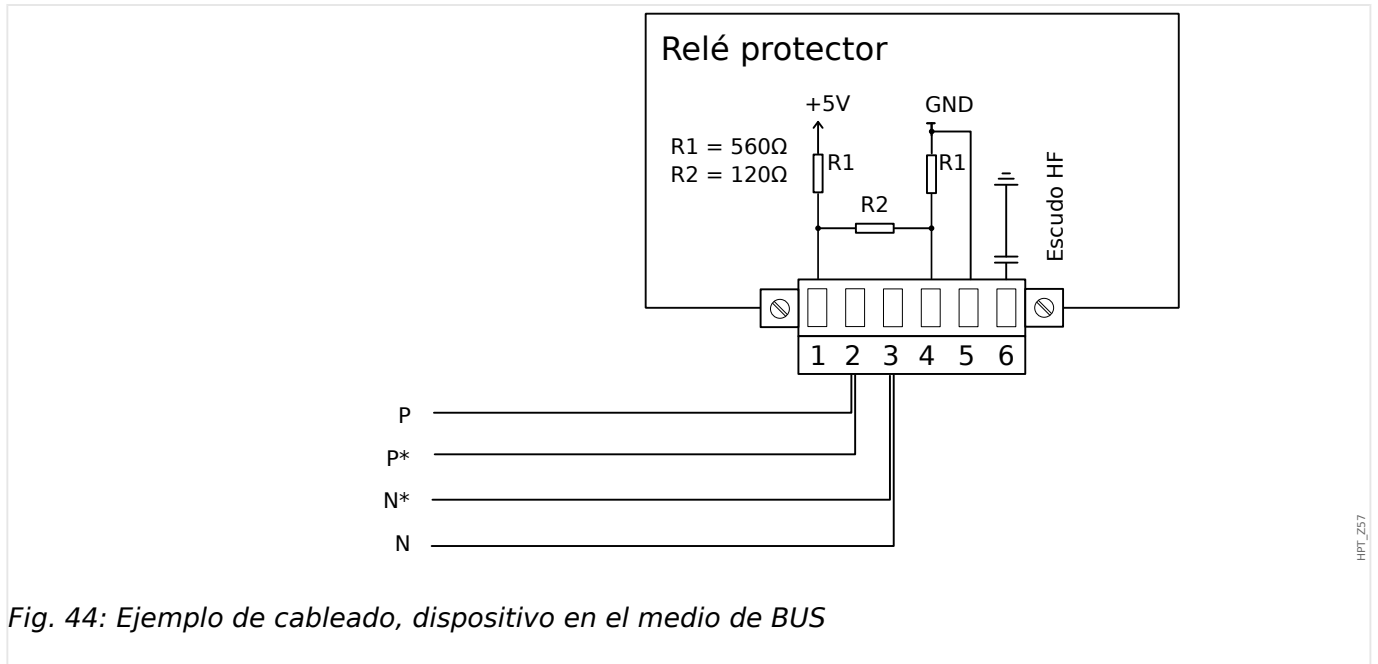 Relé protector
+5V
GND
R1 = 560Ω
R2 = 120Ω
R1
R1
R2
Escudo HF
1 2 3 4 5 6
P
P*
N*
N
HPT_Z57
Fig. 44: Ejemplo de cableado, dispositivo en el medio de BUS